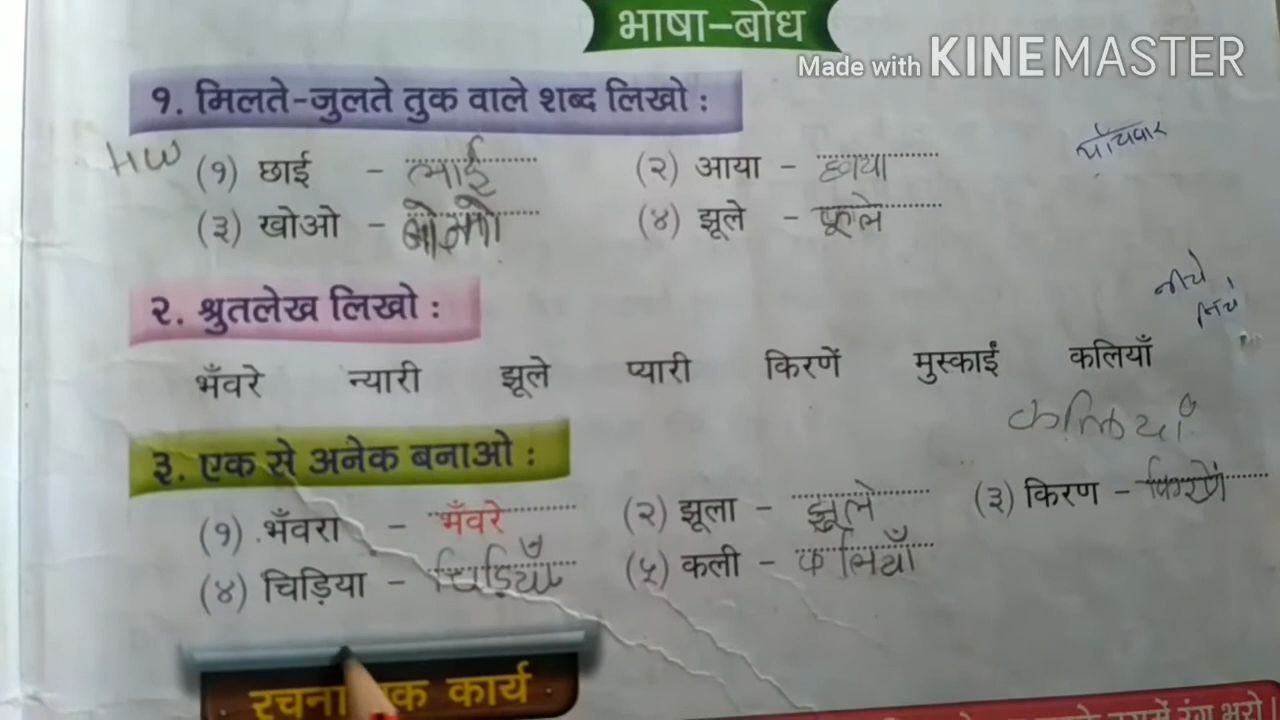 भाषा-बोध
Made with KINEMASTER
१. मिलते-जुलते तुक वाले शब्द लिखो :
HW (१) छाई - लाई (२) आया - छाया
(३) खोओ - (४) झूले - फूले
२. श्रुतलेख लिखो :
भँवरे न्यारी झूले प्यारी किरणें मुस्काईं कलियाँ
कलियाँ
३. एक से अनेक बनाओ :
(१) भँवरा - भँवरे (२) झूला - झूले (३) किरण - किरणें
(४) चिड़िया - चिड़ियाँ (५) कली - कलियाँ
कार्य
रंग भरो।